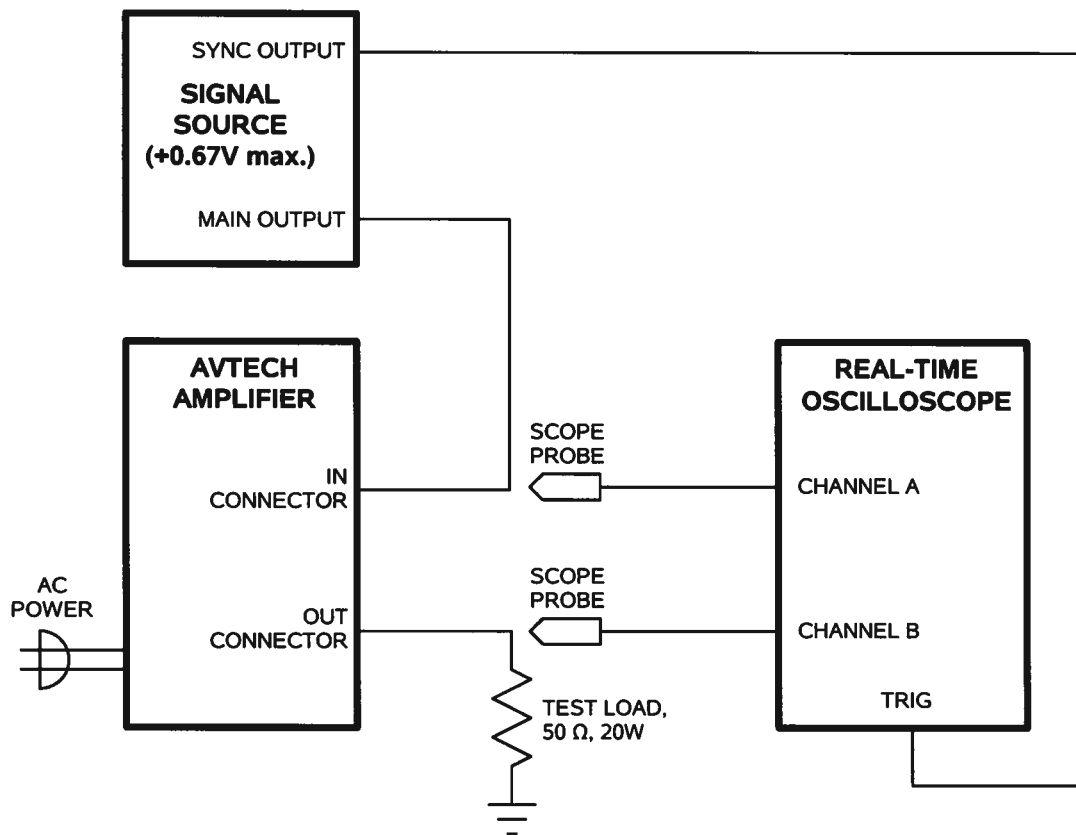 SYNC OUTPUT
SIGNAL
SOURCE
(+0.67V max.)
MAIN OUTPUT
AVTECH
AMPLIFIER
IN
CONNECTOR
OUT
CONNECTOR
AC
POWER
SCOPE
PROBE
SCOPE
PROBE
TEST LOAD,
50 Ω, 20W
REAL-TIME
OSCILLOSCOPE
CHANNEL A
CHANNEL B
TRIG